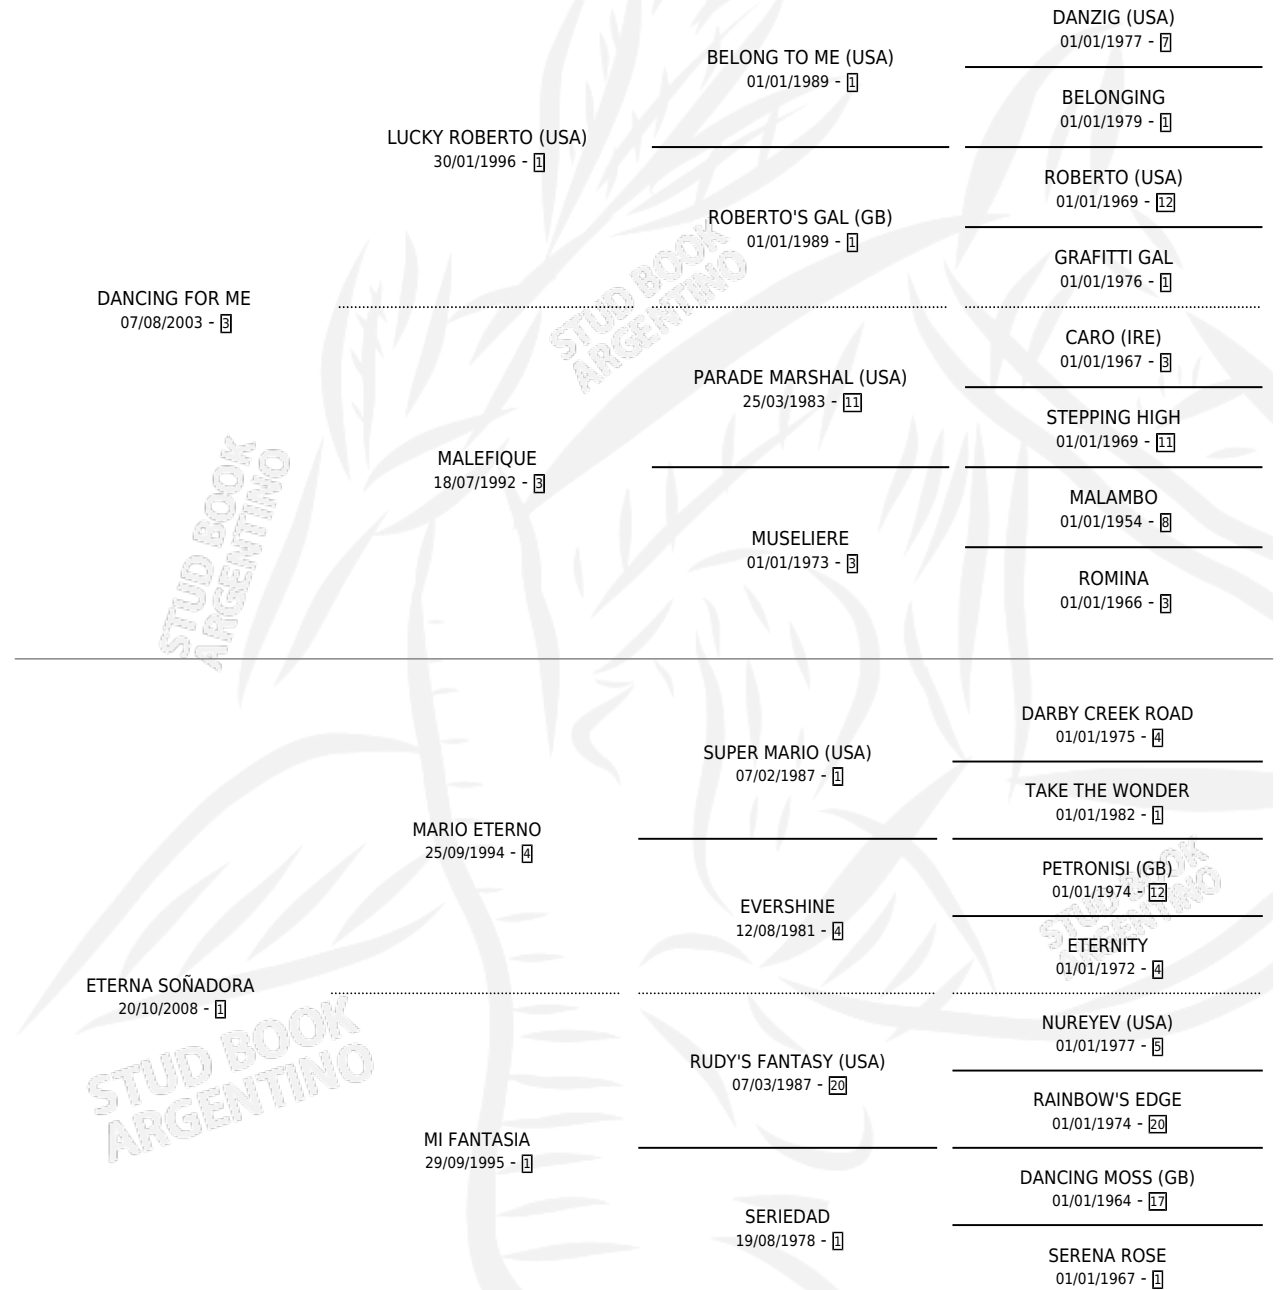 DANCING FOR ME
07/08/2003 - 3
LUCKY ROBERTO (USA)
30/01/1996 - 1
MALEFIQUE
18/07/1992 - 3
BELONG TO ME (USA)
01/01/1989 - 1
ROBERTO'S GAL (GB)
01/01/1989 - 1
PARADE MARSHAL (USA)
25/03/1983 - 11
MUSELIERE
01/01/1973 - 3
DANZIG (USA)
01/01/1977 - 7
BELONGING
01/01/1979 - 1
ROBERTO (USA)
01/01/1969 - 12
GRAFITTI GAL
01/01/1976 - 1
CARO (IRE)
01/01/1967 - 3
STEPPING HIGH
01/01/1969 - 11
MALAMBO
01/01/1954 - 8
ROMINA
01/01/1966 - 3
ETERNA SOÑADORA
20/10/2008 - 1
MARIO ETERNO
25/09/1994 - 4
MI FANTASIA
29/09/1995 - 1
SUPER MARIO (USA)
07/02/1987 - 1
EVERSHINE
12/08/1981 - 4
RUDY'S FANTASY (USA)
07/03/1987 - 20
SERIEDAD
19/08/1978 - 1
DARBY CREEK ROAD
01/01/1975 - 4
TAKE THE WONDER
01/01/1982 - 1
PETRONISI (GB)
01/01/1974 - 12
ETERNITY
01/01/1972 - 4
NUREYEV (USA)
01/01/1977 - 5
RAINBOW'S EDGE
01/01/1974 - 20
DANCING MOSS (GB)
01/01/1964 - 17
SERENA ROSE
01/01/1967 - 1
STUD BOOK
ARGENTINO
STUD BOOK
ARGENTINO
STUD BOOK
ARGENTINO
STUD BOOK
ARGENTINO